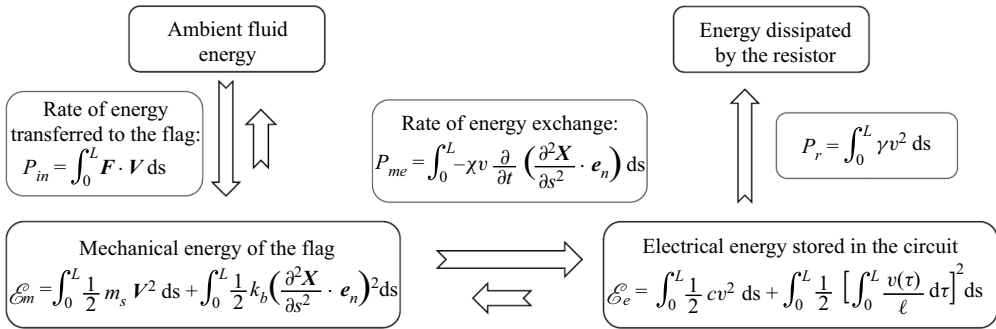 Ambient fluid
energy
Energy dissipated
by the resistor
Rate of energy
transferred to the flag:
P_in = ∫_0^L F · V ds
Rate of energy exchange:
P_me = ∫_0^L −χv ∂/∂t (∂²X/∂s² · e_n) ds
P_r = ∫_0^L γv² ds
Mechanical energy of the flag
ℰ_m = ∫_0^L 1/2 m_s V² ds + ∫_0^L 1/2 k_b (∂²X/∂s² · e_n)² ds
Electrical energy stored in the circuit
ℰ_e = ∫_0^L 1/2 cv² ds + ∫_0^L 1/2 [∫_0^L v(τ)/ℓ dτ]² ds